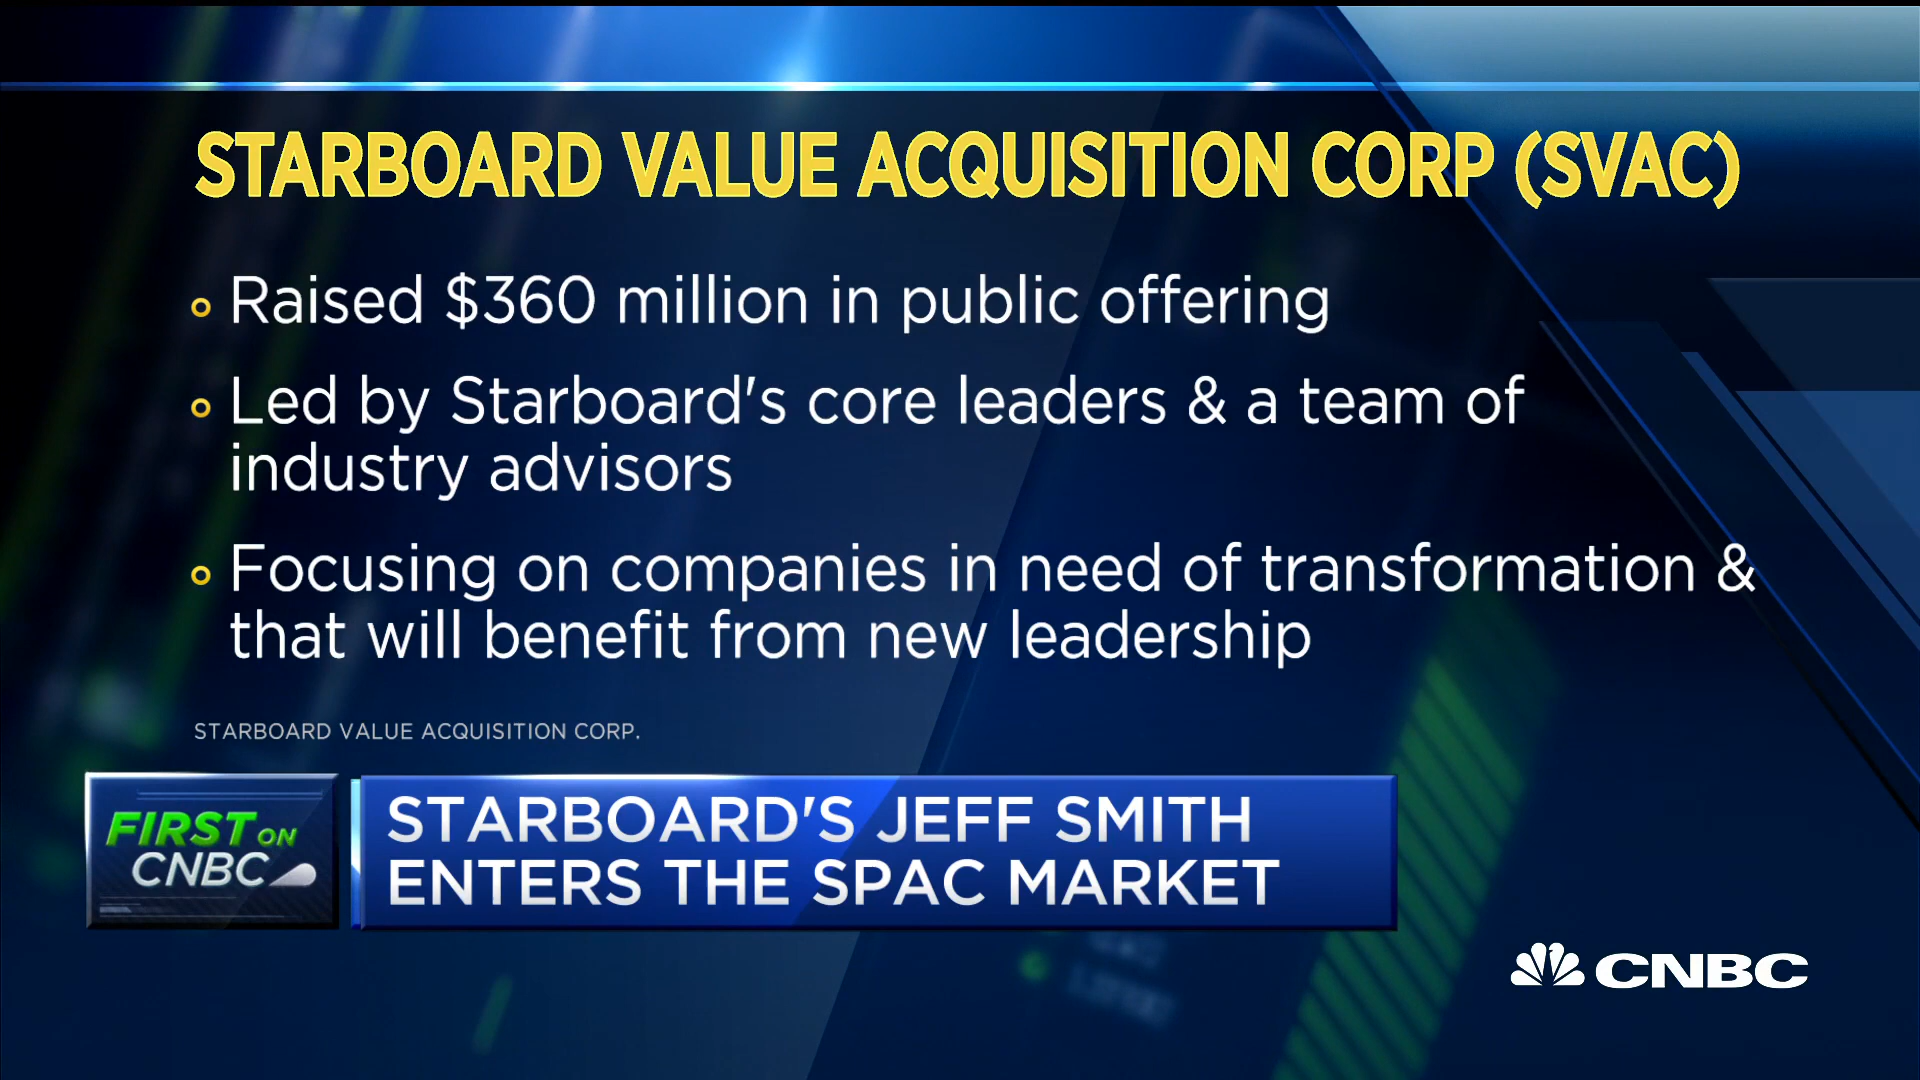 STARBOARD VALUE ACQUISITION CORP (SVAC)
Raised $360 million in public offering
Led by Starboard's core leaders & a team of
industry advisors
Focusing on companies in need of transformation &
that will benefit from new leadership
STARBOARD VALUE ACQUISITION CORP.
FIRST ON
CNBC
STARBOARD'S JEFF SMITH
ENTERS THE SPAC MARKET
CNBC